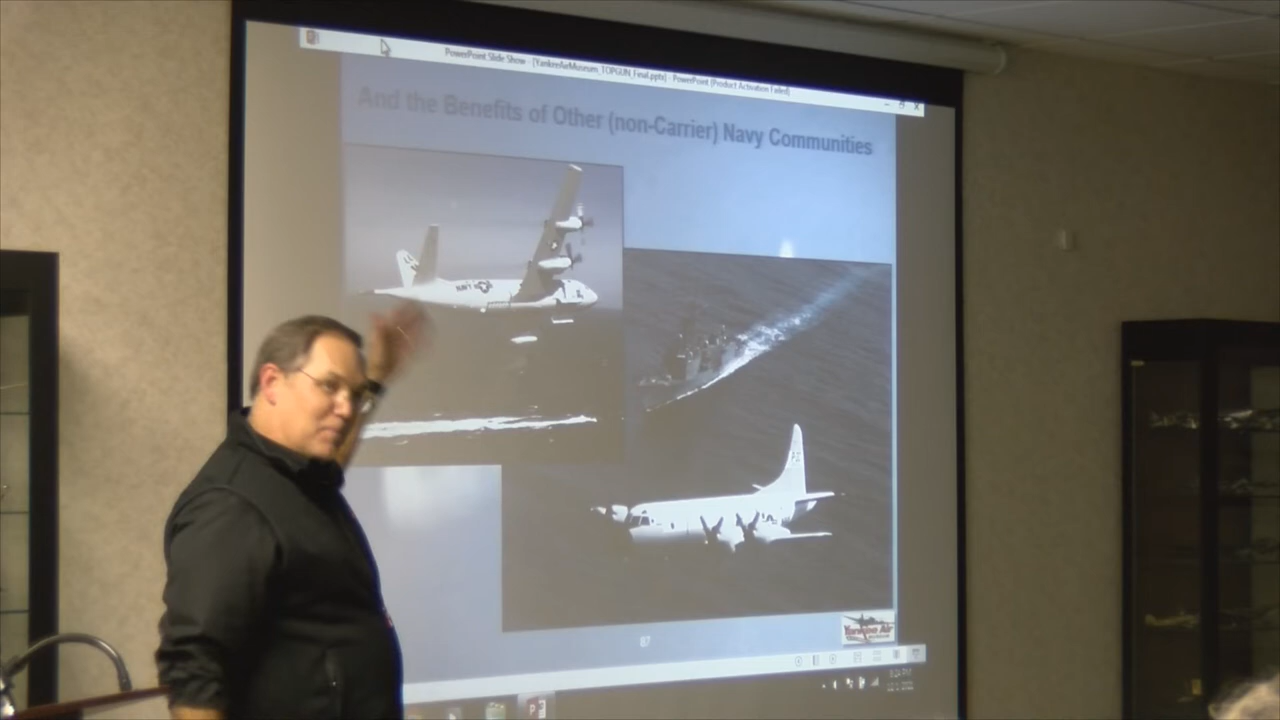 PowerPoint Slide Show - [YankeeAirMuseum_TOPGUN_Final.pptx] - PowerPoint (Product Activation Failed)
And the Benefits of Other (non-Carrier) Navy Communities
NAVY
87
Yankee Air